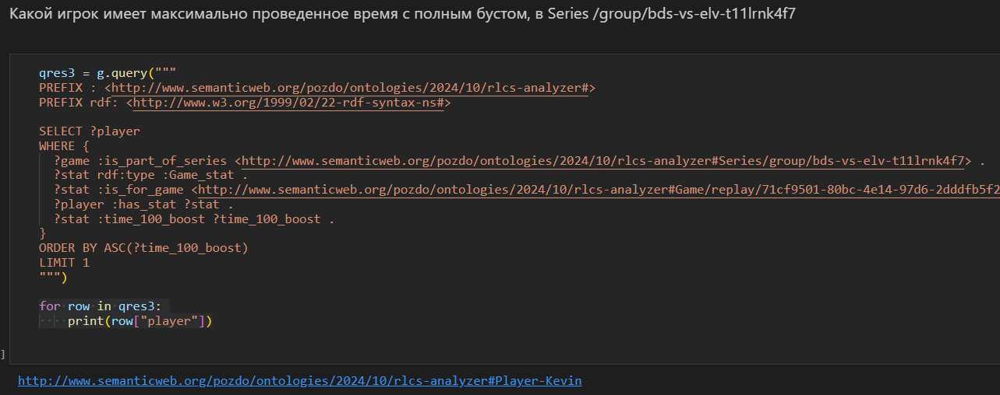 Какой игрок имеет максимально проведенное время с полным бустом, в Series /group/bds-vs-elv-t11lrnk4f7
qres3 = g.query("""
PREFIX : <http://www.semanticweb.org/pozdo/ontologies/2024/10/rlcs-analyzer#>
PREFIX rdf: <http://www.w3.org/1999/02/22-rdf-syntax-ns#>
SELECT ?player
WHERE {
?game :is_part_of_series <http://www.semanticweb.org/pozdo/ontologies/2024/10/rlcs-analyzer#Series/group/bds-vs-elv-t11lrnk4f7> .
?stat rdf:type :Game_stat .
?stat :is_for_game <http://www.semanticweb.org/pozdo/ontologies/2024/10/rlcs-analyzer#Game/replay/71cf9501-80bc-4e14-97d6-2dddfb5f2
?player :has_stat ?stat .
?stat :time_100_boost ?time_100_boost .
}
ORDER BY ASC(?time_100_boost)
LIMIT 1
""")
for row in qres3:
print(row["player"])
]
http://www.semanticweb.org/pozdo/ontologies/2024/10/rlcs-analyzer#Player-Kevin